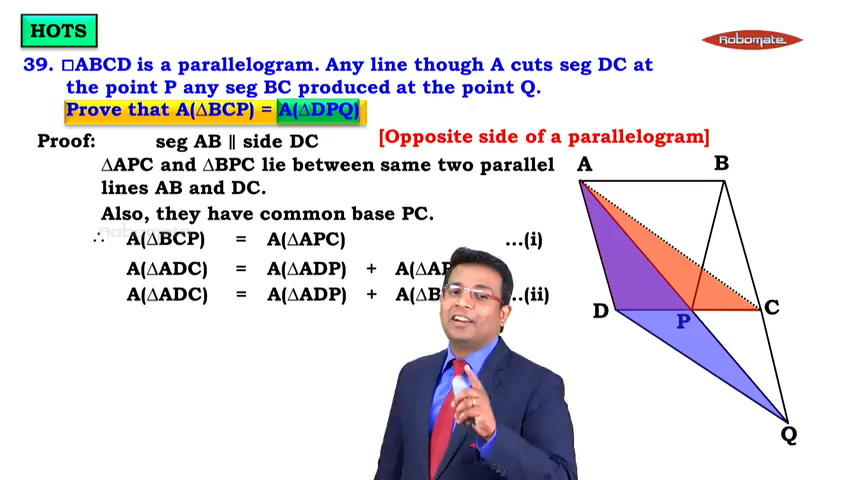 HOTS
Robomate
39. □ABCD is a parallelogram. Any line though A cuts seg DC at
the point P any seg BC produced at the point Q.
Prove that A(∆BCP) = A(∆DPQ)
Proof: seg AB ∥ side DC [Opposite side of a parallelogram]
∆APC and ∆BPC lie between same two parallel
lines AB and DC.
Also, they have common base PC.
Robomate
∴ A(∆BCP) = A(∆APC) ...(i)
A(∆ADC) = A(∆ADP) +
A(∆ADC) = A(∆ADP) + ...(ii)
A B
D P C
Q